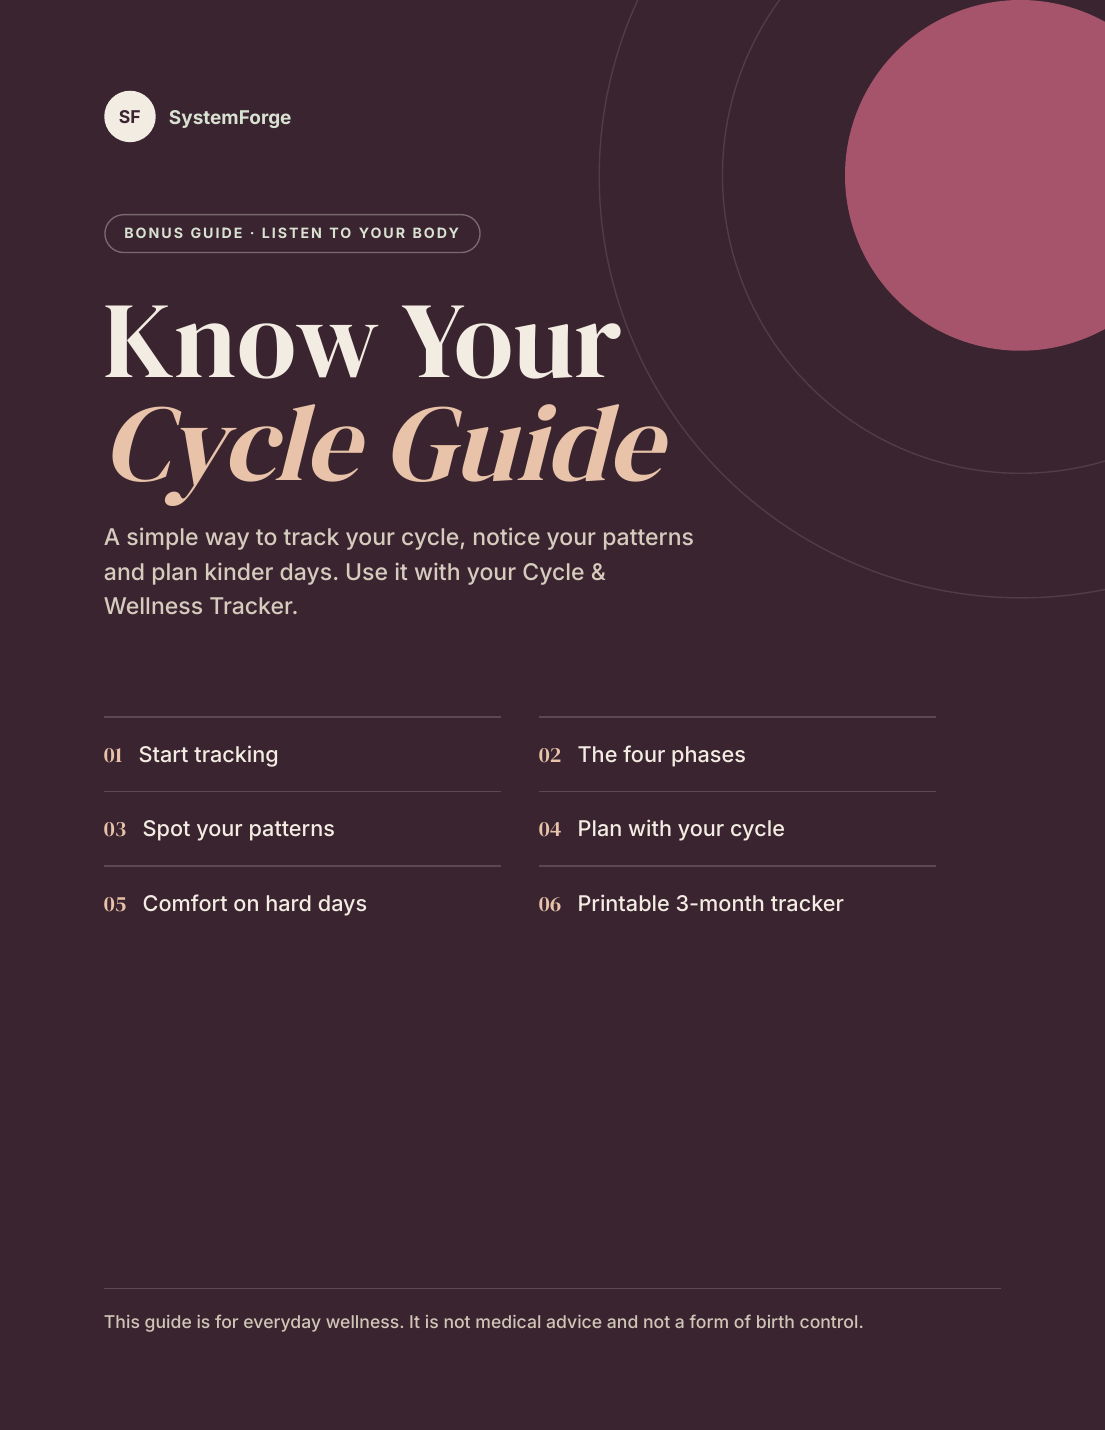 SF SystemForge
BONUS GUIDE · LISTEN TO YOUR BODY
Know Your
Cycle Guide
A simple way to track your cycle, notice your patterns
and plan kinder days. Use it with your Cycle &
Wellness Tracker.
01 Start tracking
02 The four phases
03 Spot your patterns
04 Plan with your cycle
05 Comfort on hard days
06 Printable 3-month tracker
This guide is for everyday wellness. It is not medical advice and not a form of birth control.